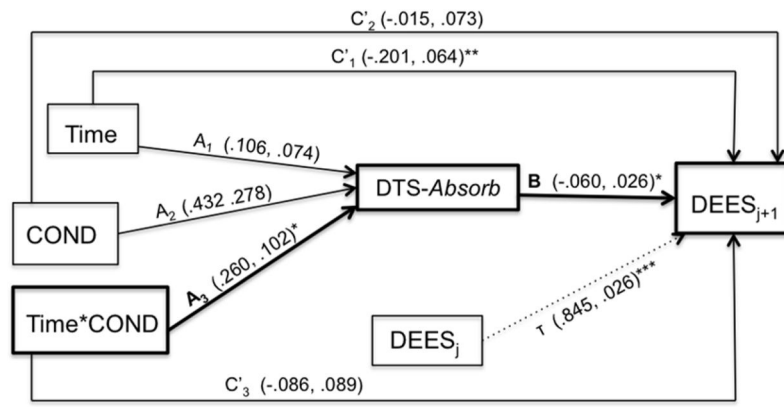 C'2 (-.015, .073)
C'1 (-.201, .064)**
Time
A1 (.106, .074)
DTS-Absorb
B (-.060, .026)*
DEESj+1
A2 (.432 .278)
COND
A3 (.260, .102)*
Time*COND
DEESj
τ (.845, .026)***
C'3 (-.086, .089)